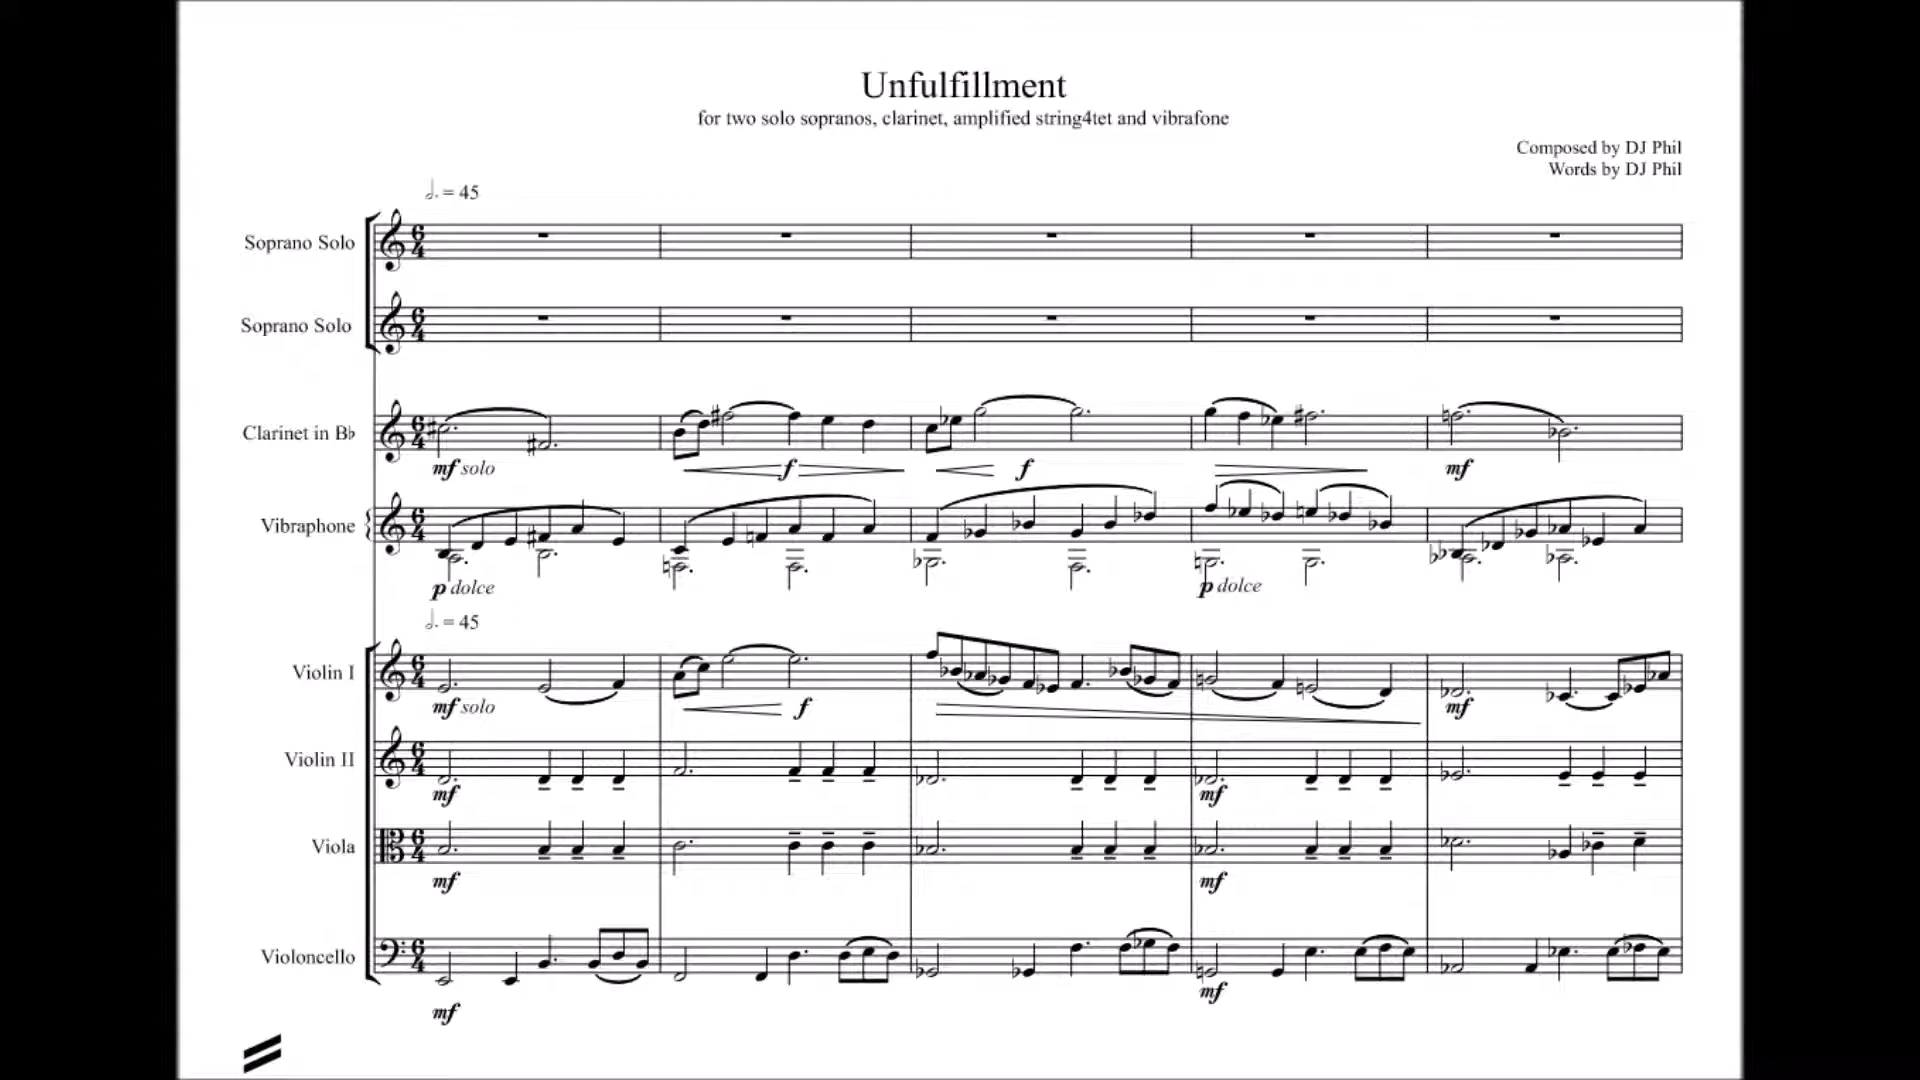 Unfulfillment
for two solo sopranos, clarinet, amplified string4tet and vibrafone
Composed by DJ Phil
Words by DJ Phil
𝅗𝅥. = 45
Soprano Solo
Soprano Solo
Clarinet in B♭
mf solo
f
f
mf
Vibraphone
p dolce
p dolce
𝅗𝅥. = 45
Violin I
mf solo
f
mf
Violin II
mf
mf
Viola
mf
mf
Violoncello
mf
mf